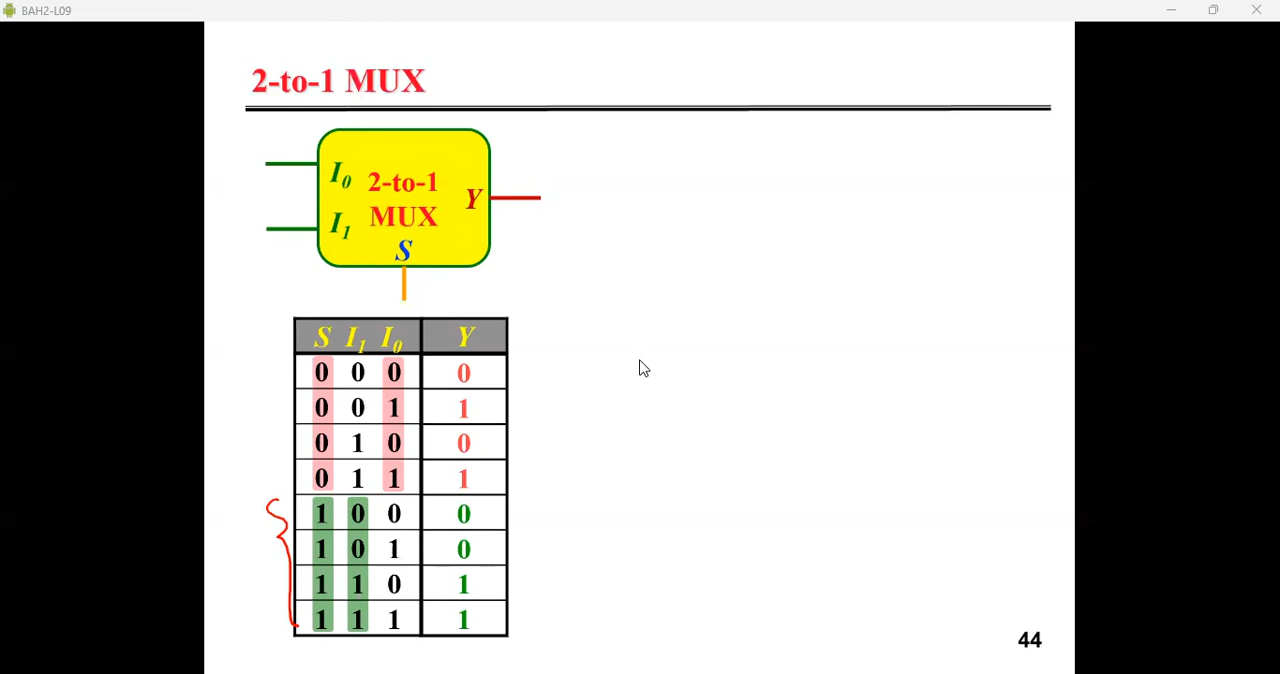 BAH2-L09
2-to-1 MUX
I0 2-to-1 Y
I1 MUX
S
S I1 I0 Y
0 0 0 0
0 0 1 1
0 1 0 0
0 1 1 1
1 0 0 0
1 0 1 0
1 1 0 1
1 1 1 1
44